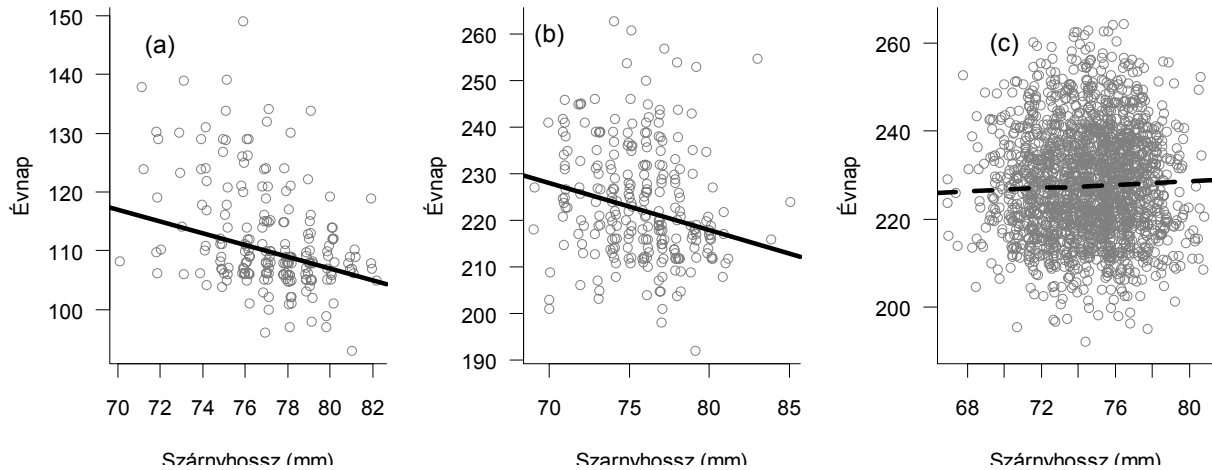 (a)
Évnap
150
140
130
120
110
100
70 72 74 76 78 80 82
Szárnyhossz (mm)
(b)
Évnap
260
250
240
230
220
210
200
190
70 75 80 85
Szarnyhossz (mm)
(c)
Évnap
260
240
220
200
68 72 76 80
Szárnyhossz (mm)